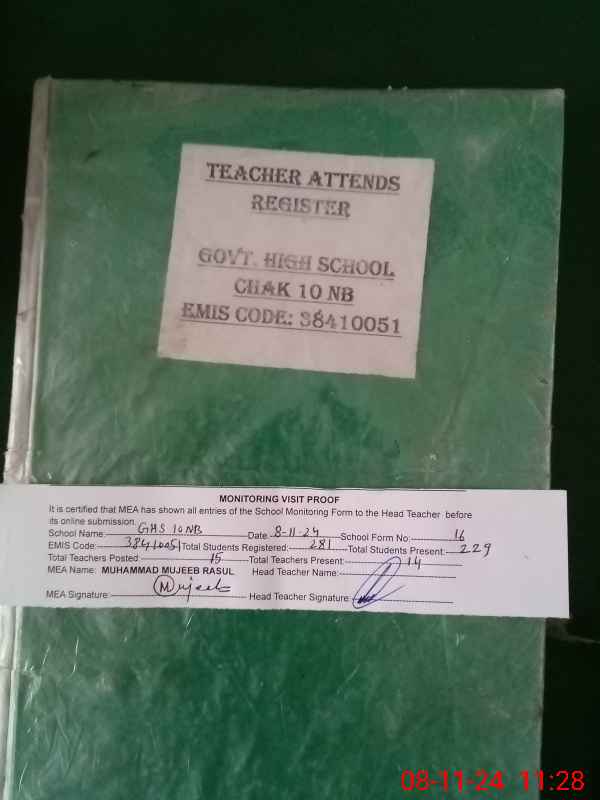 TEACHER ATTENDS
REGISTER
GOVT. HIGH SCHOOL
CHAK 10 NB
EMIS CODE: 38410051
MONITORING VISIT PROOF
It is certified that MEA has shown all entries of the School Monitoring Form to the Head Teacher before
its online submission.
School Name: GHS 10NB Date 8-11-24 School Form No: 16
EMIS Code: 38410051 Total Students Registered: 281 Total Students Present: 229
Total Teachers Posted 15 Total Teachers Present: 14
MEA Name: MUHAMMAD MUJEEB RASUL Head Teacher Name:
MEA Signature: Mujeeb Head Teacher Signature:
08-11-24 11:28